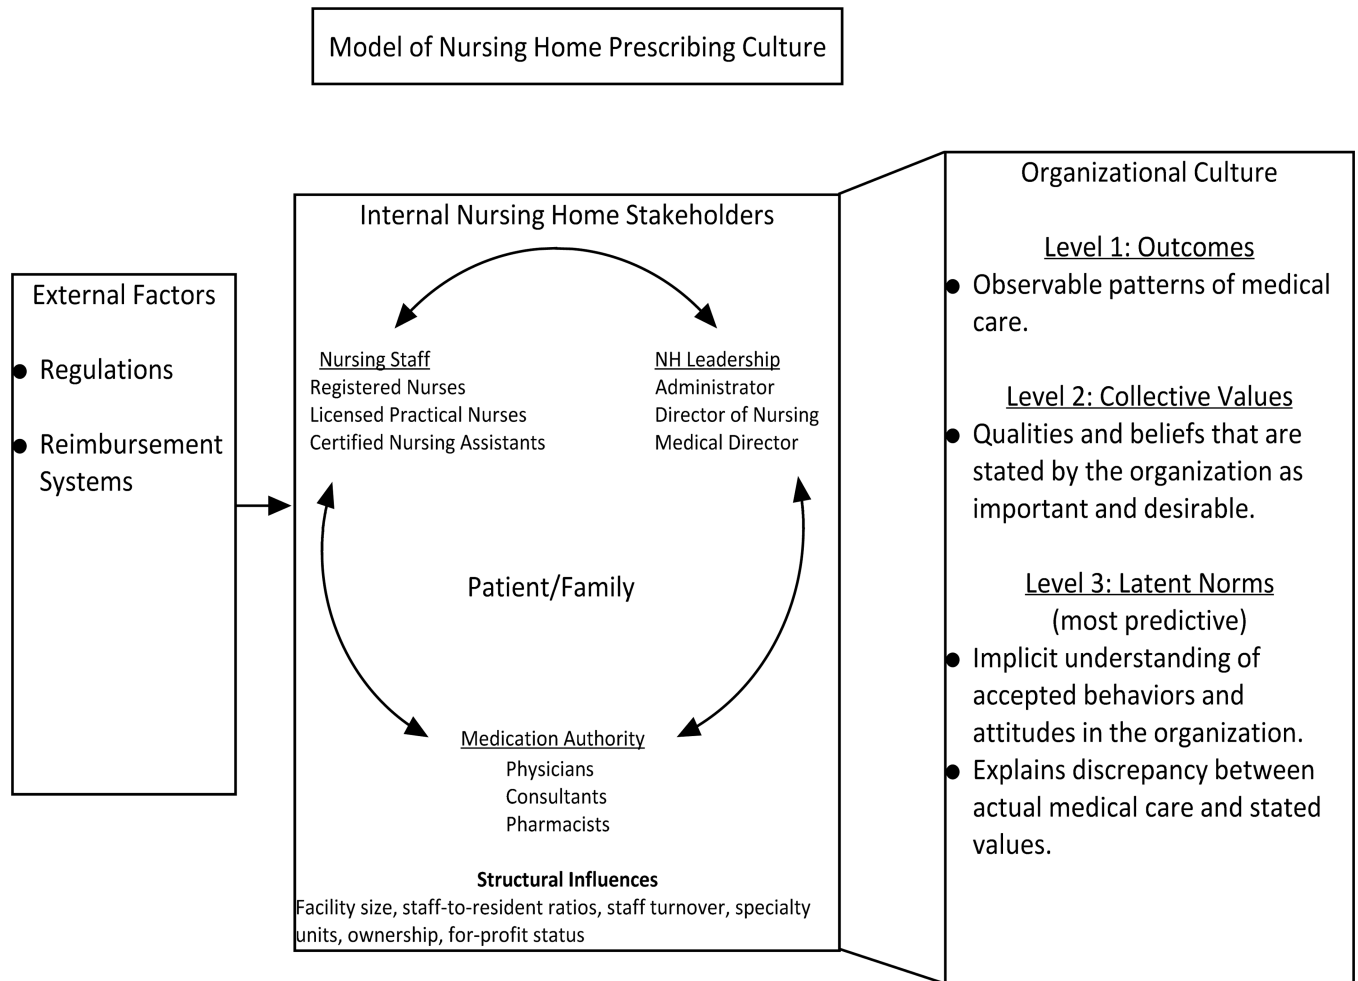 Model of Nursing Home Prescribing Culture
External Factors
● Regulations
● Reimbursement
Systems
Internal Nursing Home Stakeholders
Nursing Staff
Registered Nurses
Licensed Practical Nurses
Certified Nursing Assistants
NH Leadership
Administrator
Director of Nursing
Medical Director
Patient/Family
Medication Authority
Physicians
Consultants
Pharmacists
Structural Influences
Facility size, staff-to-resident ratios, staff turnover, specialty
units, ownership, for-profit status
Organizational Culture
Level 1: Outcomes
● Observable patterns of medical
care.
Level 2: Collective Values
● Qualities and beliefs that are
stated by the organization as
important and desirable.
Level 3: Latent Norms
(most predictive)
● Implicit understanding of
accepted behaviors and
attitudes in the organization.
● Explains discrepancy between
actual medical care and stated
values.